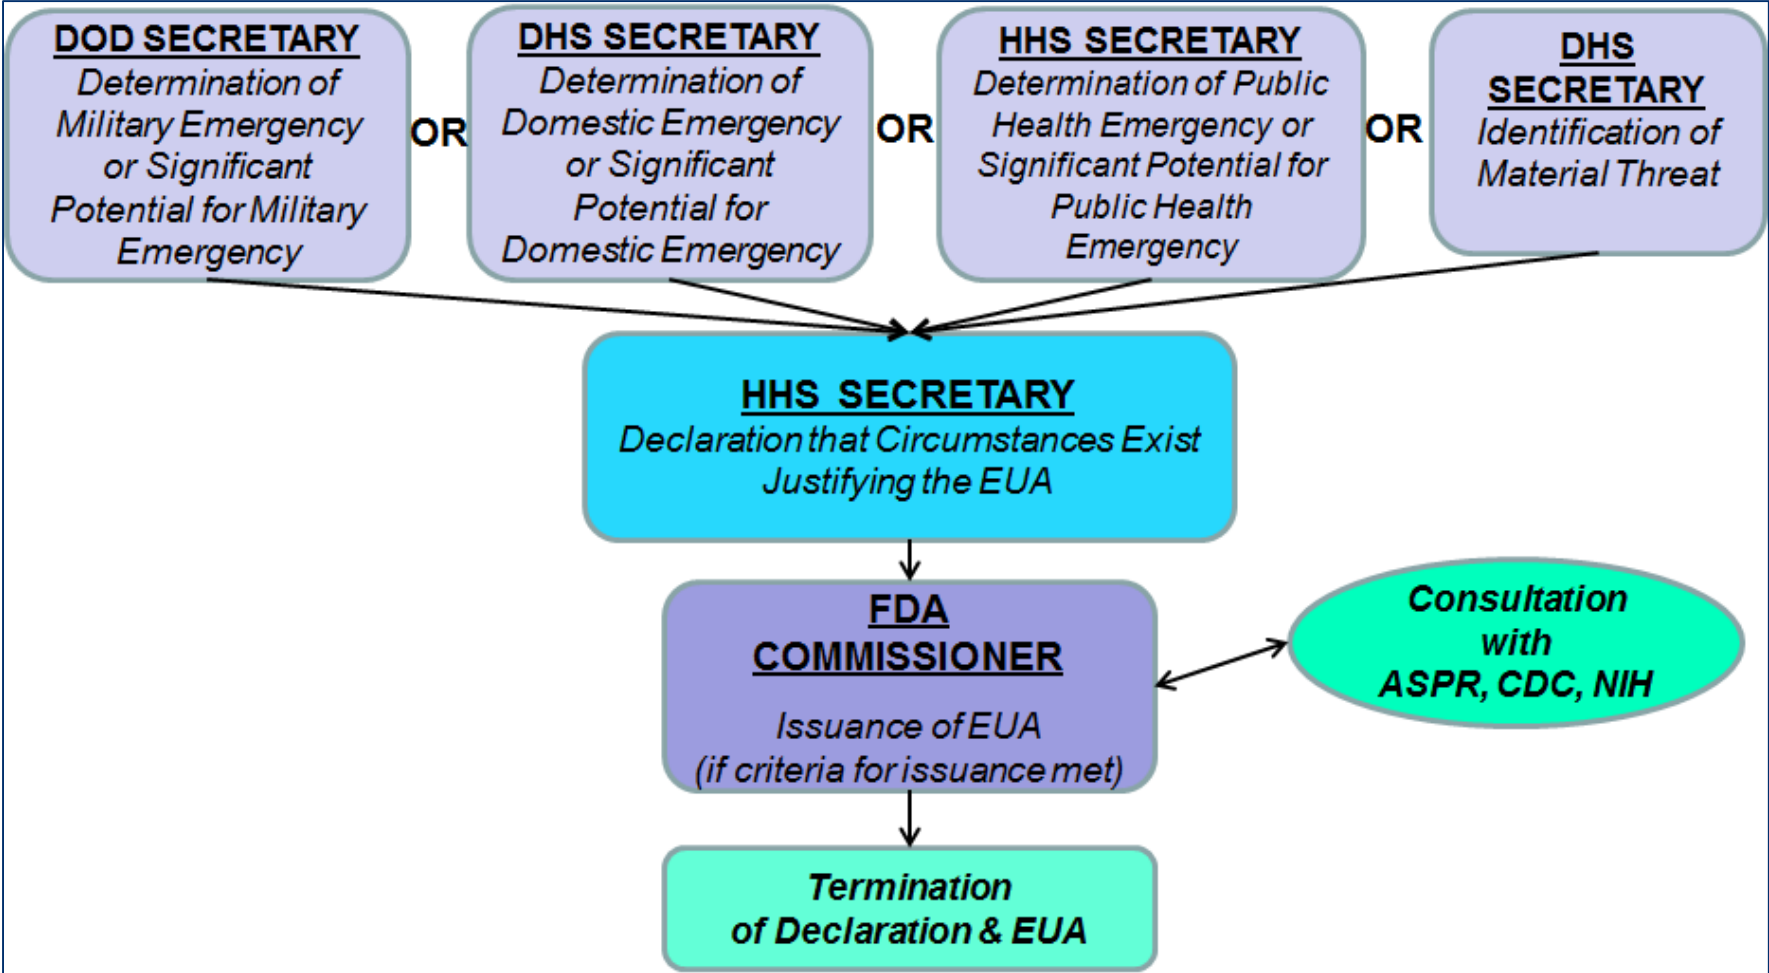 DOD SECRETARY
Determination of
Military Emergency
or Significant
Potential for Military
Emergency
OR
DHS SECRETARY
Determination of
Domestic Emergency
or Significant
Potential for
Domestic Emergency
OR
HHS SECRETARY
Determination of Public
Health Emergency or
Significant Potential for
Public Health
Emergency
OR
DHS
SECRETARY
Identification of
Material Threat
HHS SECRETARY
Declaration that Circumstances Exist
Justifying the EUA
FDA
COMMISSIONER
Issuance of EUA
(if criteria for issuance met)
Consultation
with
ASPR, CDC, NIH
Termination
of Declaration & EUA